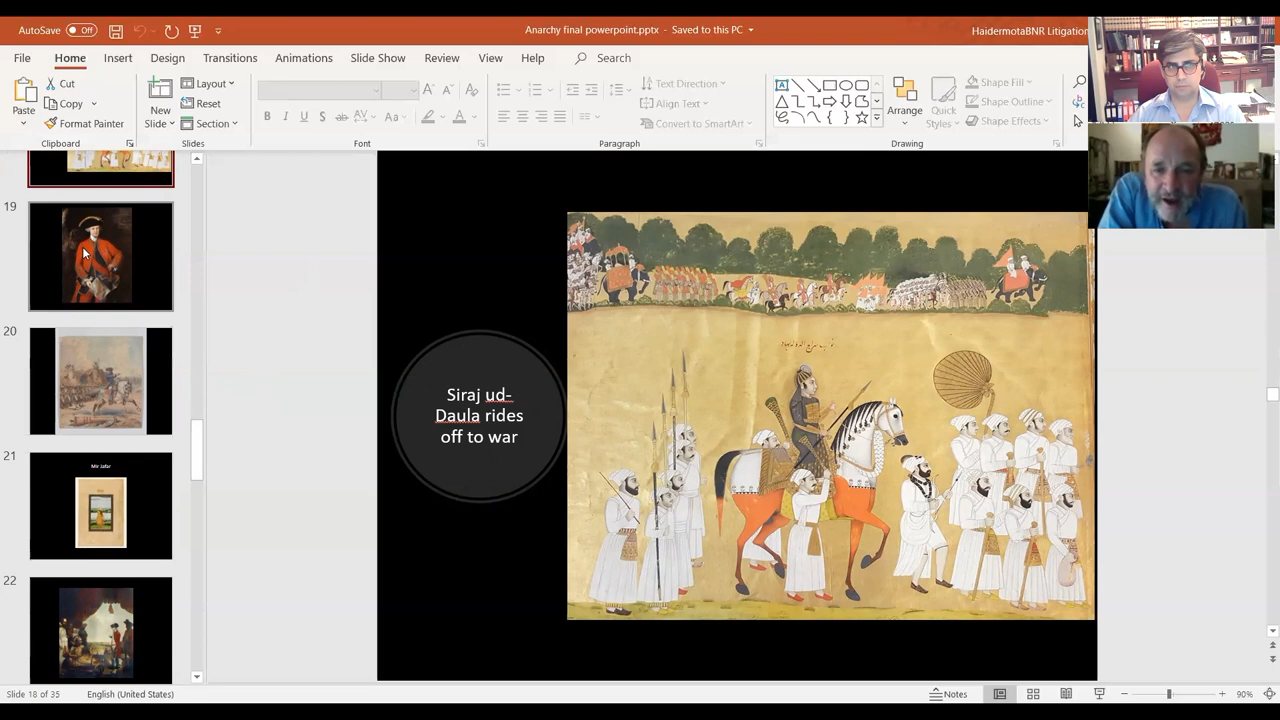 AutoSave Off
Anarchy final powerpoint.pptx - Saved to this PC
HaidermotaBNR Litigation
File Home Insert Design Transitions Animations Slide Show Review View Help Search
Paste
Cut
Copy
Format Painter
Clipboard
New
Slide
Layout
Reset
Section
Slides
Font
Text Direction
Align Text
Convert to SmartArt
Paragraph
Arrange
Quick
Styles
Shape Fill
Shape Outline
Shape Effects
Drawing
19
20
21
Mir Jafar
22
Siraj ud-
Daula rides
off to war
Slide 18 of 35 English (United States) Notes 90%